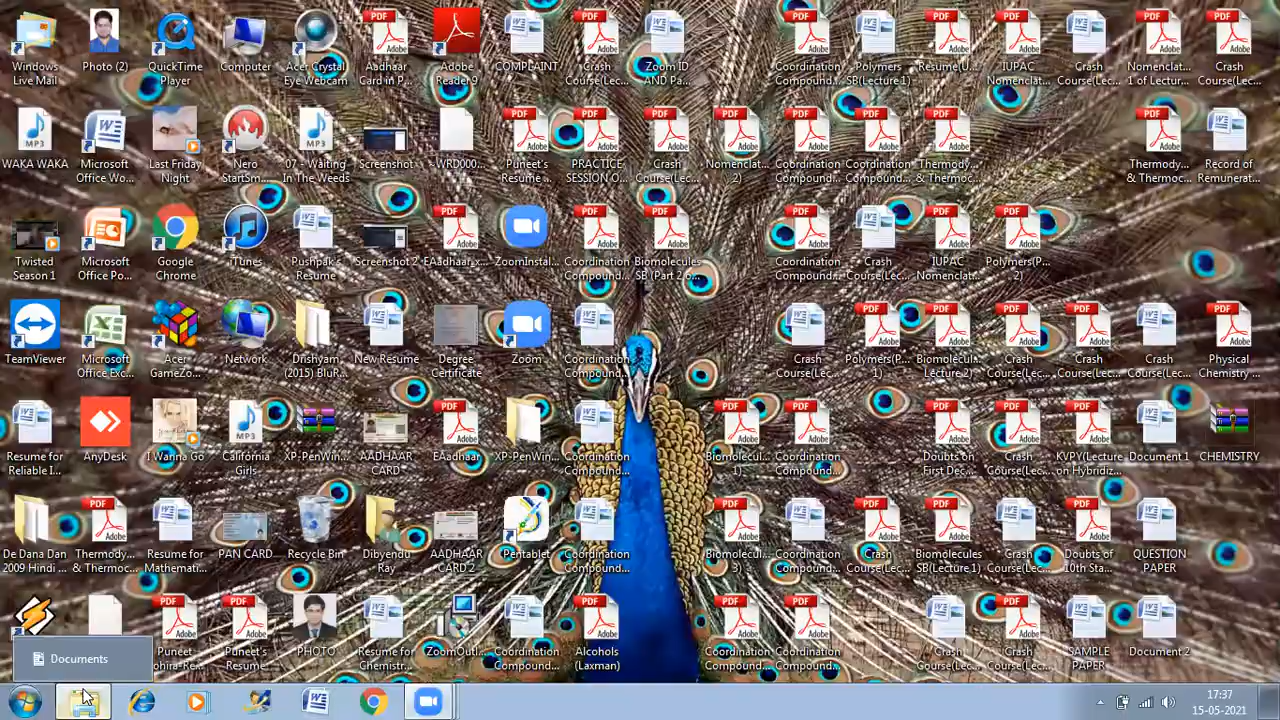 Windows
Live Mail
Photo (2)
QuickTime
Player
Computer
Acer Crystal
Eye Webcam
Aadhaar
Card in P...
Adobe
Reader 9
COMPLAINT
Crash
Course(Lec...
Zoom ID
AND Pa...
Coordination
Compound...
Polymers
SB(Lecture1)
Resume(U...
IUPAC
Nomenclat...
Crash
Course(Lec...
Nomenclat...
1 of Lectur...
Crash
Course(Lec...
WAKA WAKA
Microsoft
Office Wo...
Last Friday
Night
Nero
StartSm...
07 - Waiting
In The Weeds
Screenshot
~WRD000...
Puneet's
Resume ...
PRACTICE
SESSION O...
Crash
Course(Lec...
Nomenclat...
2)
Coordination
Compound...
Coordination
Compound...
Thermody...
& Thermoc...
Thermody...
& Thermoc...
Record of
Remunerat...
Twisted
Season 1
Microsoft
Office Po...
Google
Chrome
iTunes
Pushpak's
Resume
Screenshot 2
EAadhaar_x...
ZoomInstal...
Coordination
Compound...
Biomolecules
SB (Part 2 o...
Coordination
Compound...
Crash
Course(Lec...
IUPAC
Nomenclat...
Polymers(P...
2)
TeamViewer
Microsoft
Office Exc...
Acer
GameZo...
Network
Drishyam
(2015) BluR...
New Resume
Degree
Certificate
Zoom
Coordination
Compound...
Crash
Course(Lec...
Polymers(P...
1)
Biomolecul...
Lecture 2)
Crash
Course(Lec...
Crash
Course(Lec...
Crash
Course(Lec...
Physical
Chemistry ...
Resume for
Reliable I...
AnyDesk
I Wanna Go
California
Girls
XP-PenWin...
AADHAAR
CARD
EAadhaar
XP-PenWin...
Coordination
Compound...
Biomolecul...
1)
Coordination
Compound...
Doubts on
First Dec...
Crash
Course(Lec...
KVPY(Lecture
on Hybridiz...
Document 1
CHEMISTRY
De Dana Dan
2009 Hindi ...
Thermody...
& Thermoc...
Resume for
Mathemati...
PAN CARD
Recycle Bin
Dibyendu
Ray
AADHAAR
CARD 2
Pentablet
Coordination
Compound...
Biomolecul...
3)
Coordination
Compound...
Crash
Course(Lec...
Biomolecules
SB(Lecture1)
Crash
Course(Lec...
Doubts of
10th Sta...
QUESTION
PAPER
Puneet
Puneet's
Resume
PHOTO
Resume for
Chemistr...
ZoomOutl...
Coordination
Compound...
Alcohols
(Laxman)
Coordination
Compound...
Coordination
Compound...
Crash
Course(Lec...
Crash
Course(Lec...
SAMPLE
PAPER
Document 2
Documents
17:37
15-05-2021